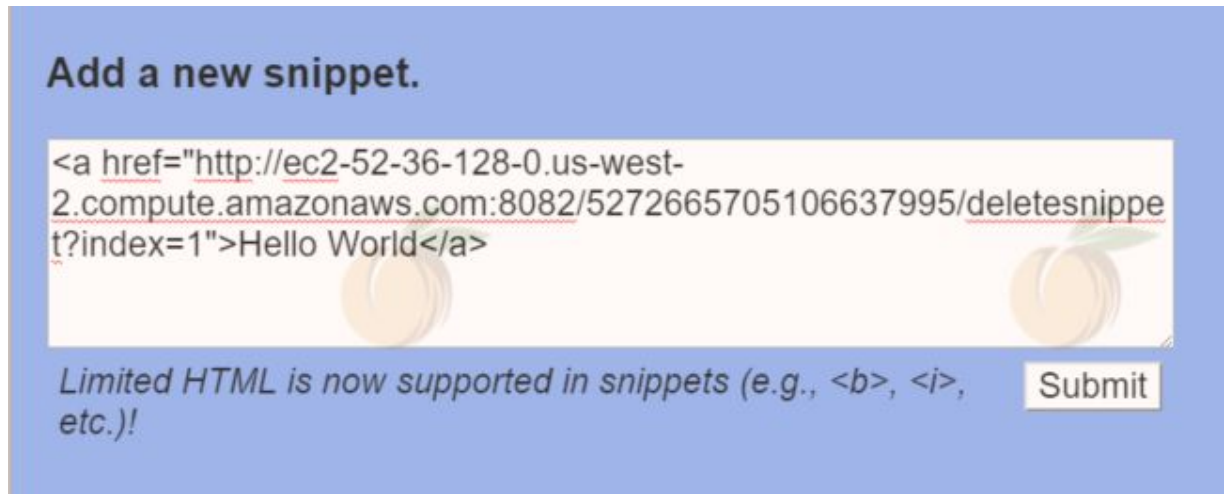 Add a new snippet.
<a href="http://ec2-52-36-128-0.us-west-
2.compute.amazonaws.com:8082/5272665705106637995/deletesnippe
t?index=1">Hello World</a>
Limited HTML is now supported in snippets (e.g., <b>, <i>,
etc.)!
Submit